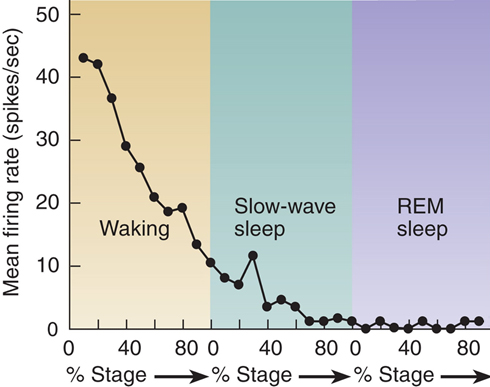 Mean firing rate (spikes/sec)
50
40
30
20
10
0
Waking
Slow-wave
sleep
REM
sleep
0 40 80 0 40 80 0 40 80
% Stage % Stage % Stage